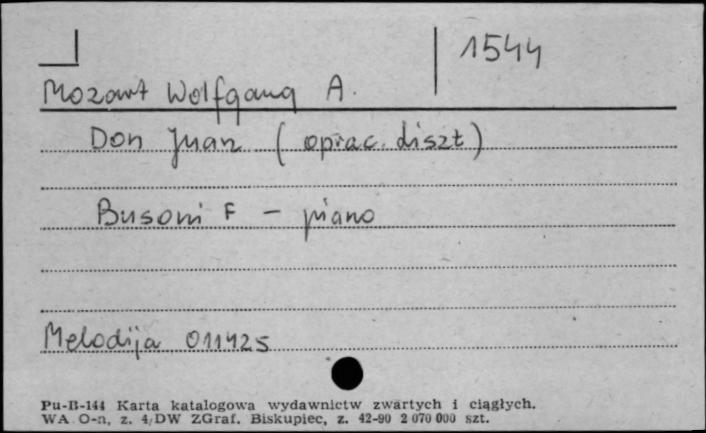 1544
Mozart Wolfgang A.
Don Juan (oprac. Liszt)
Busoni F - piano
Melodija 011425
Pu-B-144 Karta katalogowa wydawnictw zwartych i ciągłych.
WA O-n, z. 4/DW ZGraf. Biskupiec, z. 42-90 2 070 000 szt.